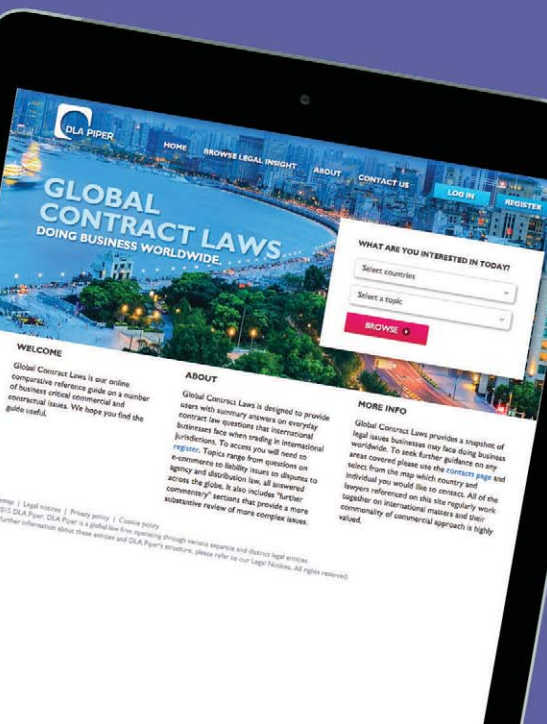 DLA PIPER
HOME
BROWSE LEGAL INSIGHT
ABOUT
CONTACT US
LOG IN
REGISTER
GLOBAL
CONTRACT LAWS
DOING BUSINESS WORLDWIDE.
WHAT ARE YOU INTERESTED IN TODAY?
Select countries
Select a topic
BROWSE
WELCOME
Global Contract Laws is our online
comparative reference guide on a number
of business critical commercial and
contractual issues. We hope you find the
guide useful.
ABOUT
Global Contract Laws is designed to provide
users with summary answers on everyday
contract law questions that international
businesses face when trading in international
jurisdictions. To access you will need to
register. Topics range from questions on
e-commerce to liability issues to disputes to
agency and distribution law, all answered
across the globe. It also includes "further
commentary" sections that provide a more
substantive review of more complex issues.
MORE INFO
Global Contract Laws provides a snapshot of
legal issues businesses may face doing business
worldwide. To seek further guidance on any
areas covered please use the contacts page and
select from the map which country and
individual you would like to contact. All of the
lawyers referenced on this site regularly work
together on international matters and their
commonality of commercial approach is highly
valued.
| Legal notices | Privacy policy | Cookie policy
2015 DLA Piper. DLA Piper is a global law firm operating through various separate and distinct legal entities.
further information about these entities and DLA Piper's structure, please refer to our Legal Notices. All rights reserved.